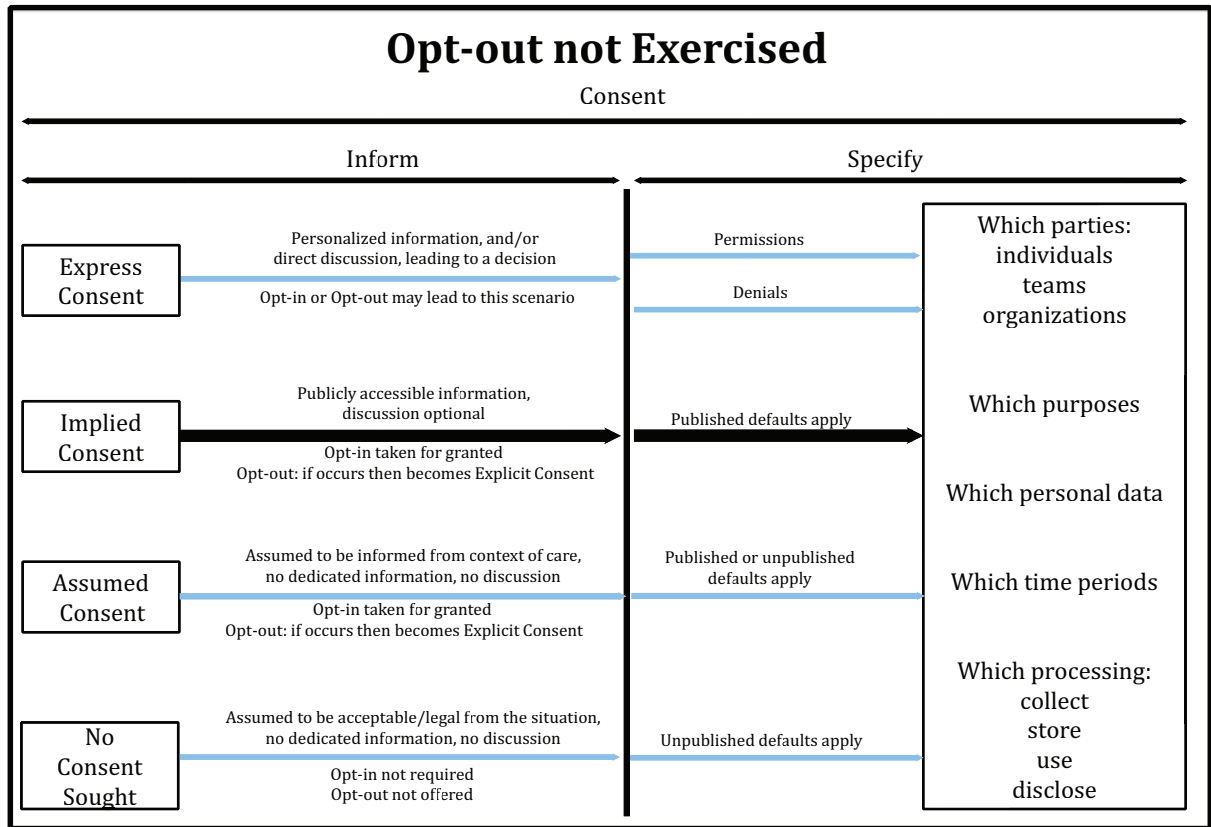 Opt-out not Exercised
Consent
Inform
Specify
Express
Consent
Personalized information, and/or
direct discussion, leading to a decision
Opt-in or Opt-out may lead to this scenario
Permissions
Denials
Which parties:
individuals
teams
organizations
Implied
Consent
Publicly accessible information,
discussion optional
Opt-in taken for granted
Opt-out: if occurs then becomes Explicit Consent
Published defaults apply
Which purposes
Which personal data
Assumed
Consent
Assumed to be informed from context of care,
no dedicated information, no discussion
Opt-in taken for granted
Opt-out: if occurs then becomes Explicit Consent
Published or unpublished
defaults apply
Which time periods
No
Consent
Sought
Assumed to be acceptable/legal from the situation,
no dedicated information, no discussion
Opt-in not required
Opt-out not offered
Unpublished defaults apply
Which processing:
collect
store
use
disclose